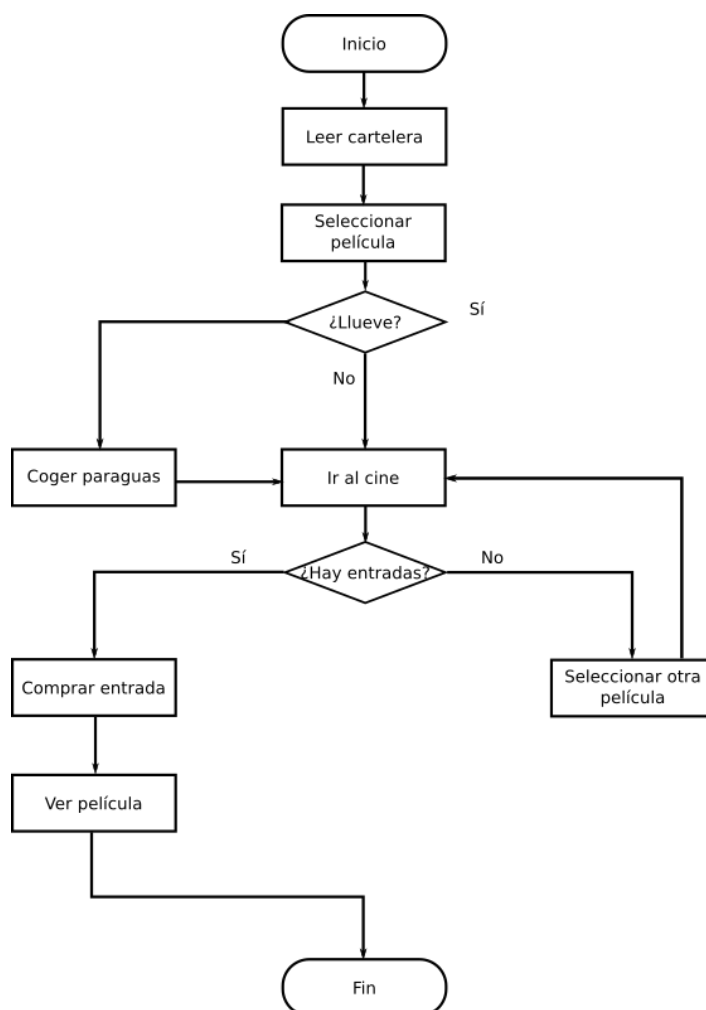 Inicio
Leer cartelera
Seleccionar
película
¿Llueve?
Sí
No
Coger paraguas
Ir al cine
Sí
¿Hay entradas?
No
Comprar entrada
Seleccionar otra
película
Ver película
Fin